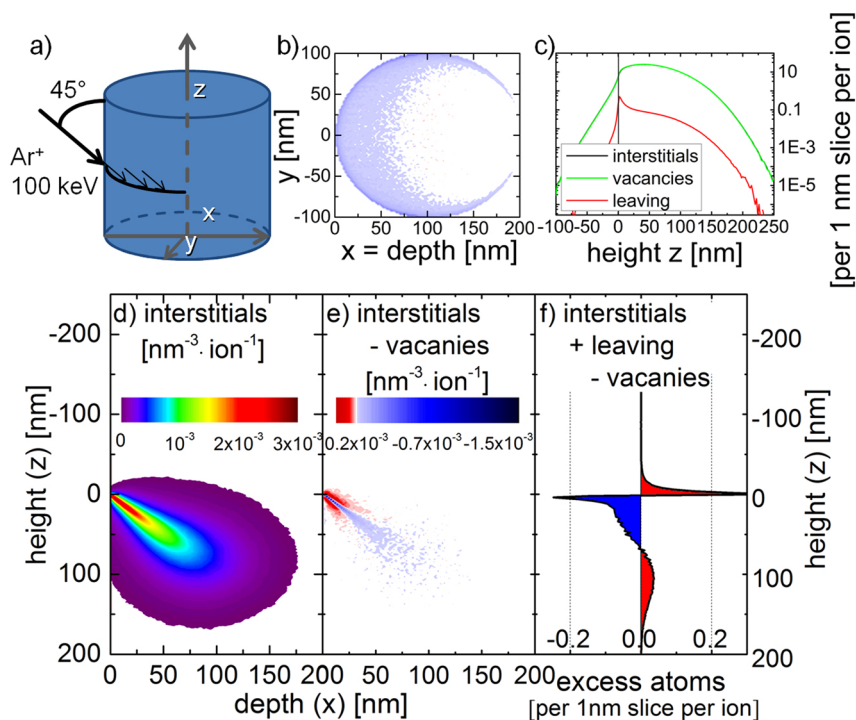 a)
45°
Ar⁺
100 keV
z
x
y
b)
y [nm]
100
50
0
-50
-100
0 50 100 150 200
x = depth [nm]
c)
interstitials
vacancies
leaving
10
0.1
1E-3
1E-5
-100 -50 0 50 100 150 200 250
height z [nm]
[per 1 nm slice per ion]
d) interstitials
[nm⁻³· ion⁻¹]
0 10⁻³ 2x10⁻³ 3x10⁻³
height (z) [nm]
-200
-100
0
100
200
0 50 100 150 200
e) interstitials
- vacanies
[nm⁻³· ion⁻¹]
0.2x10⁻³ -0.7x10⁻³ -1.5x10⁻³
0 50 100 150 200
depth (x) [nm]
f) interstitials
+ leaving
- vacanies
-0.2 0.0 0.2
excess atoms
[per 1nm slice per ion]
-200
-100
0
100
200
height (z) [nm]